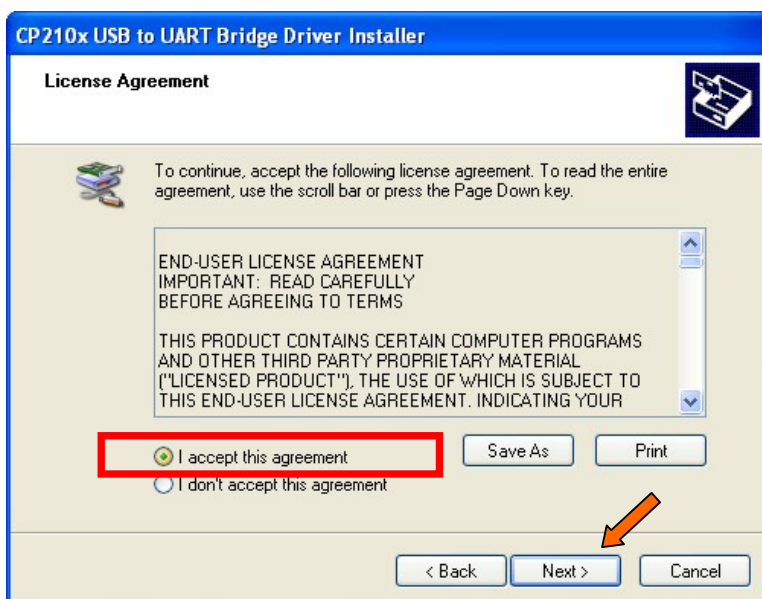 CP210x USB to UART Bridge Driver Installer
License Agreement
To continue, accept the following license agreement. To read the entire
agreement, use the scroll bar or press the Page Down key.
END-USER LICENSE AGREEMENT
IMPORTANT: READ CAREFULLY
BEFORE AGREEING TO TERMS
THIS PRODUCT CONTAINS CERTAIN COMPUTER PROGRAMS
AND OTHER THIRD PARTY PROPRIETARY MATERIAL
("LICENSED PRODUCT"), THE USE OF WHICH IS SUBJECT TO
THIS END-USER LICENSE AGREEMENT. INDICATING YOUR
I accept this agreement
Save As
Print
I don't accept this agreement
< Back
Next >
Cancel